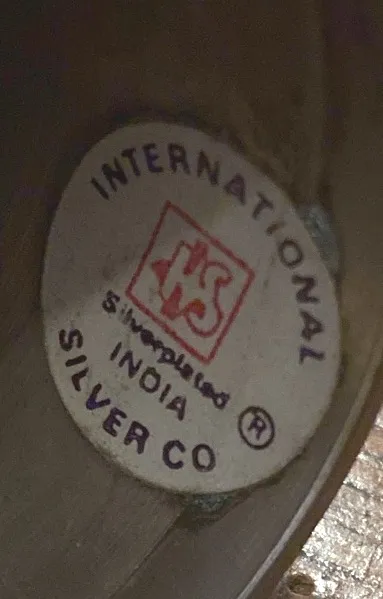 INTERNATIONAL
IS
Silverplated
INDIA
SILVER CO
®